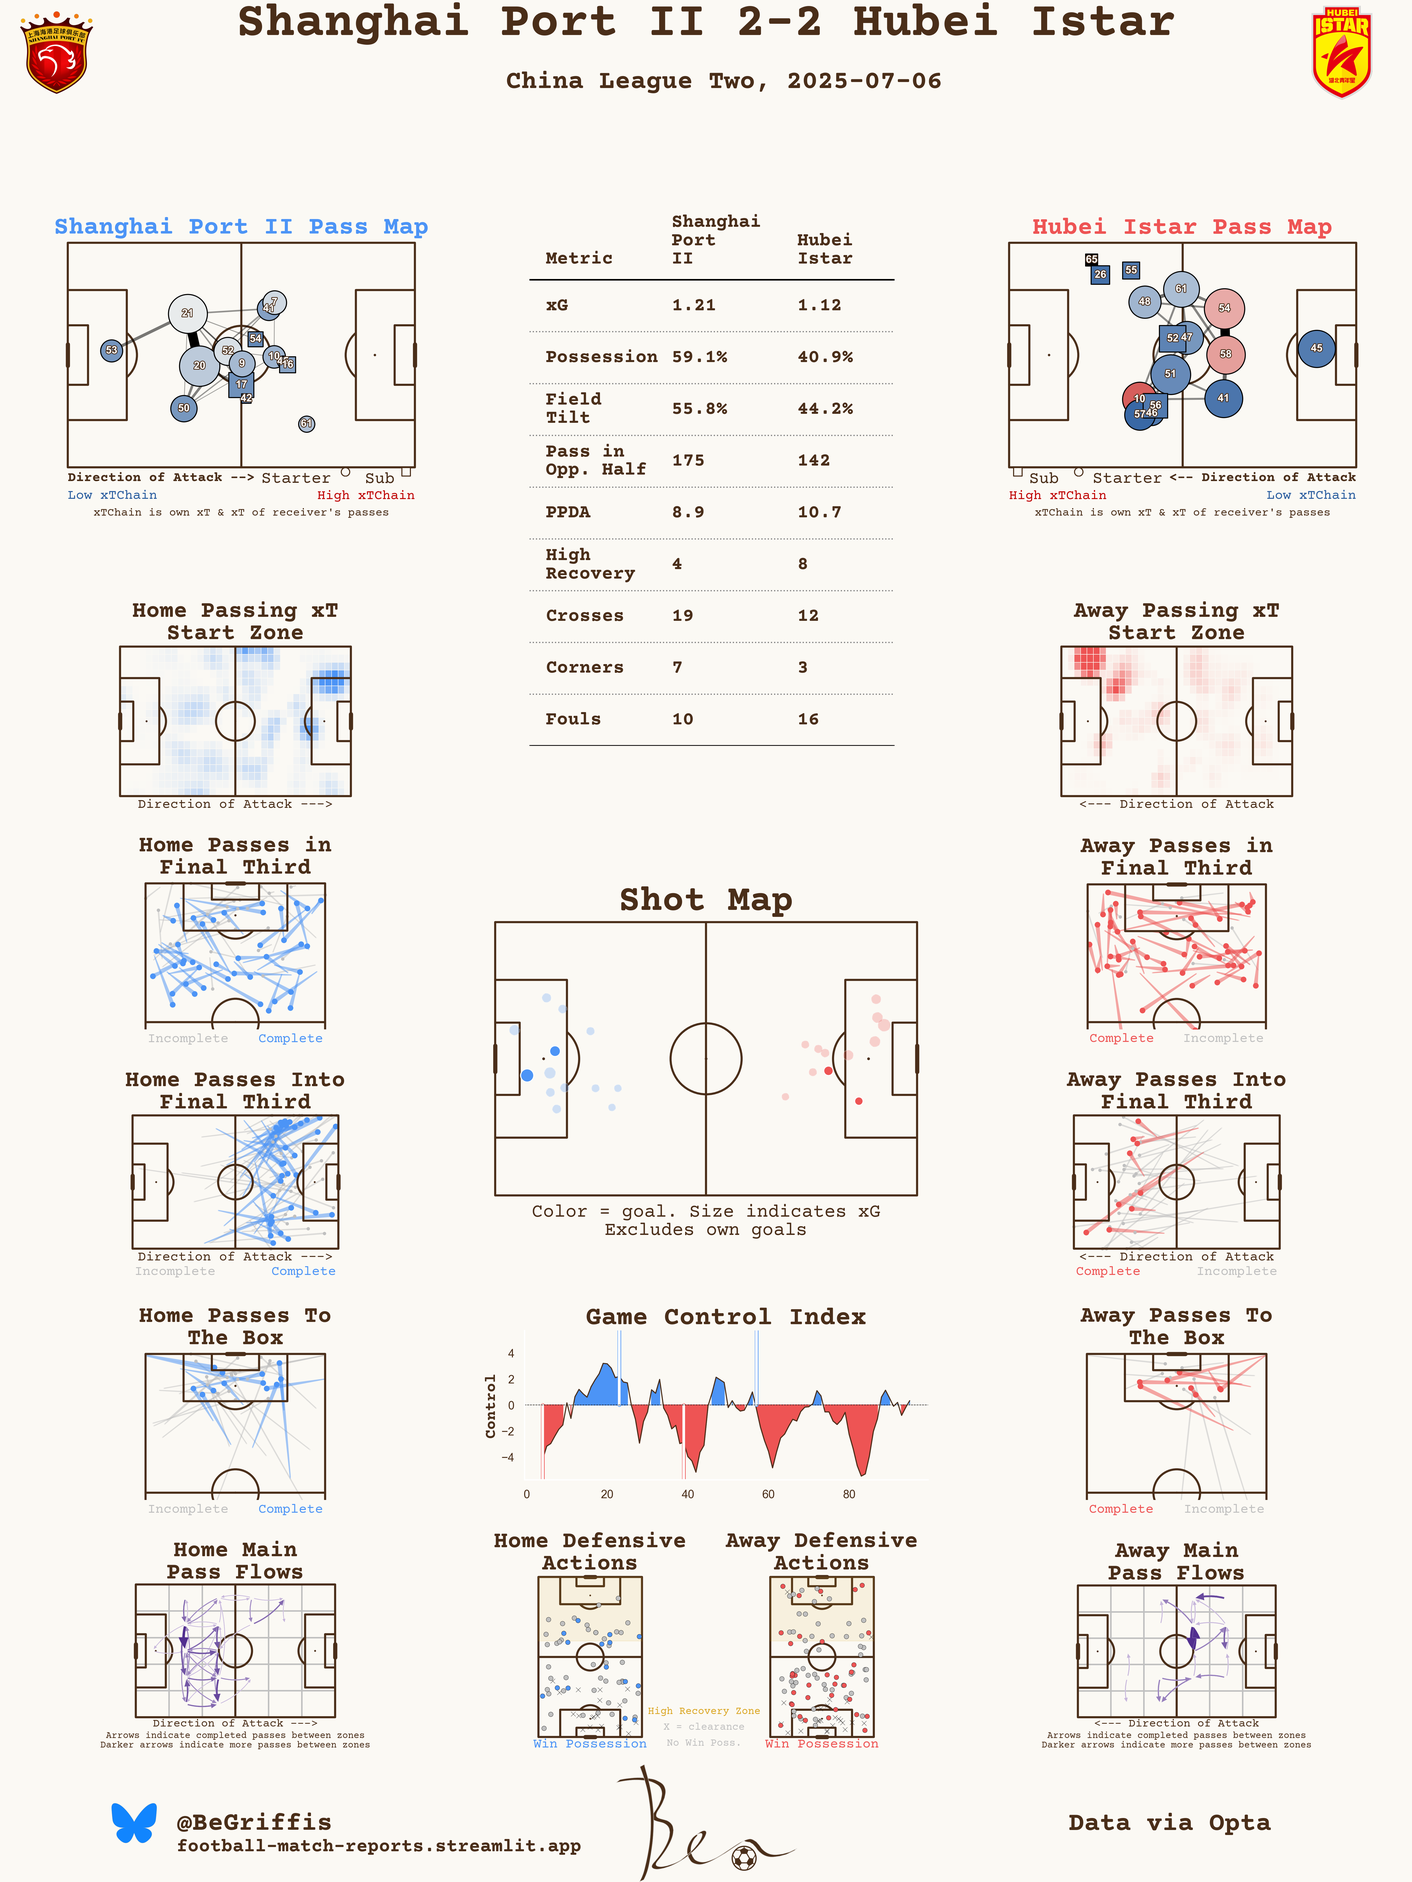 Shanghai Port II 2-2 Hubei Istar
China League Two, 2025-07-06
上海海港足球俱乐部
SHANGHAI PORT FC
HUBEI
ISTAR
湖北青年星
Shanghai Port II Pass Map
21
7
41
53
54
52
20
10
9
16
17
42
50
61
Direction of Attack --> Starter Sub
Low xTChain High xTChain
xTChain is own xT & xT of receiver's passes
Metric Shanghai Port II Hubei Istar
xG 1.21 1.12
Possession 59.1% 40.9%
Field Tilt 55.8% 44.2%
Pass in Opp. Half 175 142
PPDA 8.9 10.7
High Recovery 4 8
Crosses 19 12
Corners 7 3
Fouls 10 16
Hubei Istar Pass Map
65
26
55
61
48
54
52
47
58
45
51
10
56
57
46
41
Sub Starter <-- Direction of Attack
High xTChain Low xTChain
xTChain is own xT & xT of receiver's passes
Home Passing xT
Start Zone
Direction of Attack --->
Away Passing xT
Start Zone
<--- Direction of Attack
Home Passes in
Final Third
Incomplete Complete
Away Passes in
Final Third
Complete Incomplete
Shot Map
Color = goal. Size indicates xG
Excludes own goals
Home Passes Into
Final Third
Direction of Attack --->
Incomplete Complete
Away Passes Into
Final Third
<--- Direction of Attack
Complete Incomplete
Home Passes To
The Box
Incomplete Complete
Game Control Index
Control
4
2
0
−2
−4
0 20 40 60 80
Away Passes To
The Box
Complete Incomplete
Home Main
Pass Flows
Direction of Attack --->
Arrows indicate completed passes between zones
Darker arrows indicate more passes between zones
Home Defensive
Actions
Win Possession
Away Defensive
Actions
Win Possession
High Recovery Zone
X = clearance
No Win Poss.
Away Main
Pass Flows
<--- Direction of Attack
Arrows indicate completed passes between zones
Darker arrows indicate more passes between zones
@BeGriffis
football-match-reports.streamlit.app
Ben
Data via Opta